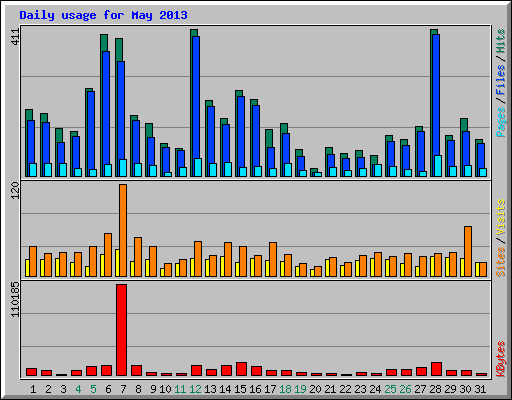 Daily usage for May 2013
411
Pages / Files / Hits
120
Sites / Visits
110185
KBytes
1 2 3 4 5 6 7 8 9 10 11 12 13 14 15 16 17 18 19 20 21 22 23 24 25 26 27 28 29 30 31